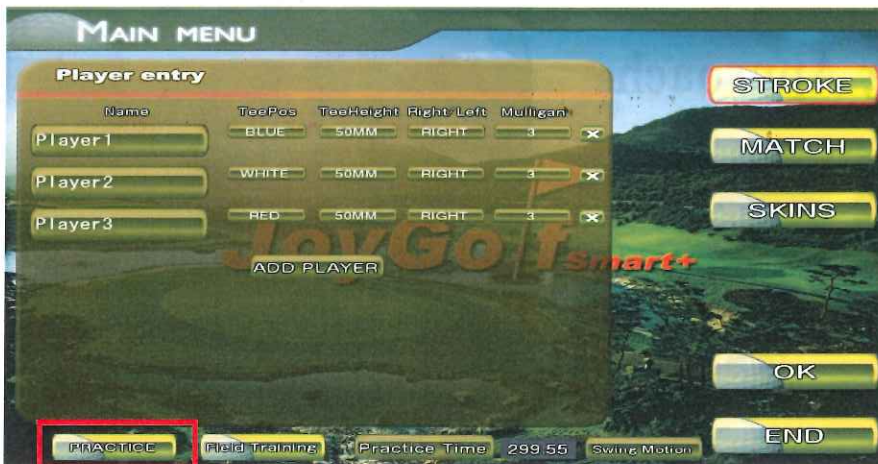 MAIN MENU
Player entry
Name TeePos TeeHeight Right/Left Mulligan
Player1 BLUE 50MM RIGHT 3 X
Player2 WHITE 50MM RIGHT 3 X
Player3 RED 50MM RIGHT 3 X
JoyGolf Smart+
ADD PLAYER
STROKE
MATCH
SKINS
OK
END
PRACTICE
Field Training
Practice Time 299:55
Swing Motion